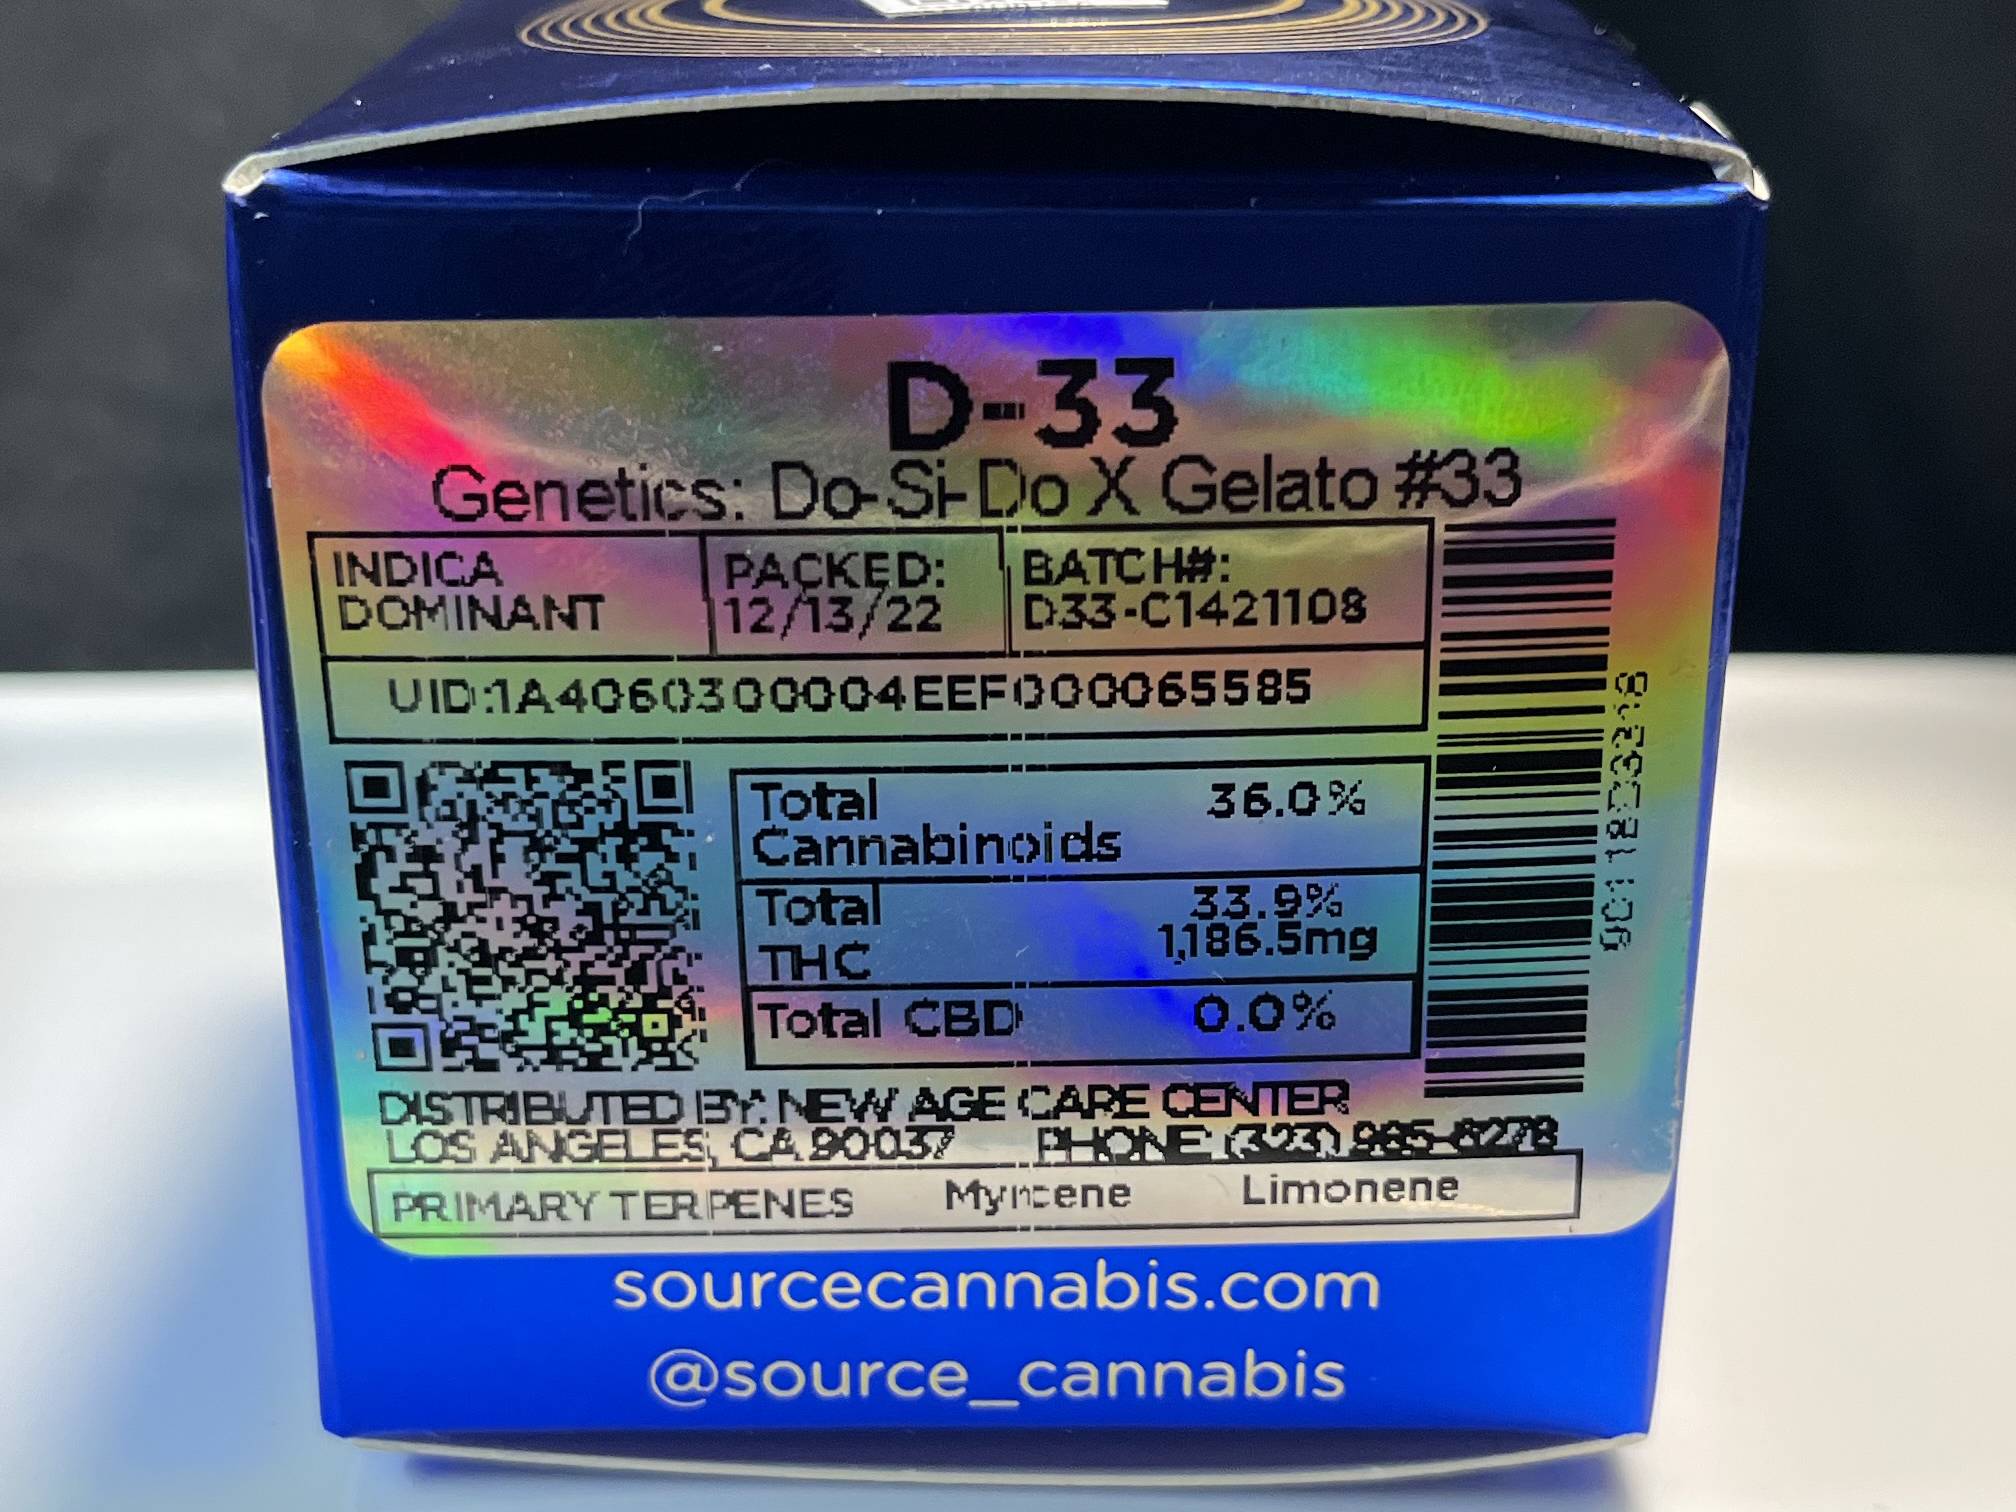 D-33
Genetics: Do-Si-Do X Gelato #33
INDICA DOMINANT
PACKED: 12/13/22
BATCH#: D33-C1421108
UID:1A4060300004EEF000065585
Total Cannabinoids 36.0%
Total THC 33.9% 1,186.5mg
Total CBD 0.0%
DISTRIBUTED BY: NEW AGE CARE CENTER
LOS ANGELES, CA 90037 PHONE: (323)
PRIMARY TERPENES Myrcene Limonene
sourcecannabis.com
@source_cannabis